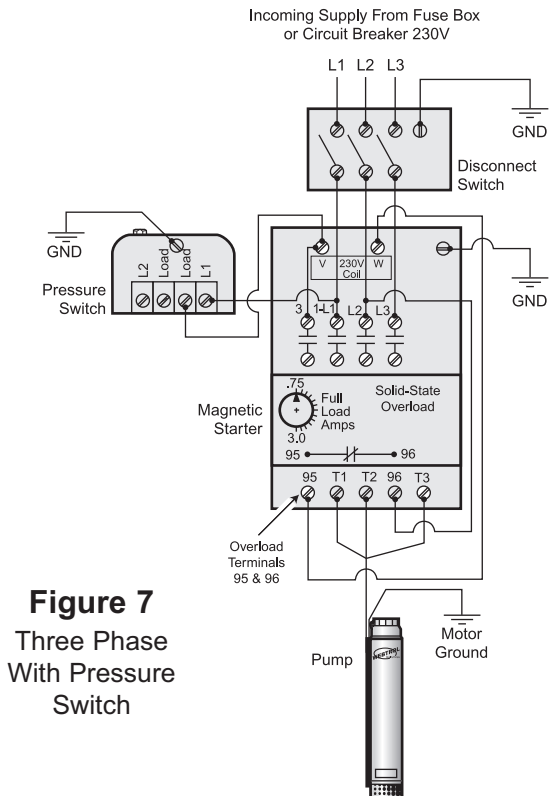 Incoming Supply From Fuse Box
or Circuit Breaker 230V
L1 L2 L3
GND
Disconnect
Switch
GND
Pressure
Switch
L2
Load
Load
L1
V 230V W
Coil
GND
3 1-L1 L2 L3
Magnetic
Starter
.75
3.0
Full
Load
Amps
Solid-State
Overload
95 96
95 T1 T2 96 T3
Overload
Terminals
95 & 96
Figure 7
Three Phase
With Pressure
Switch
Pump
Motor
Ground